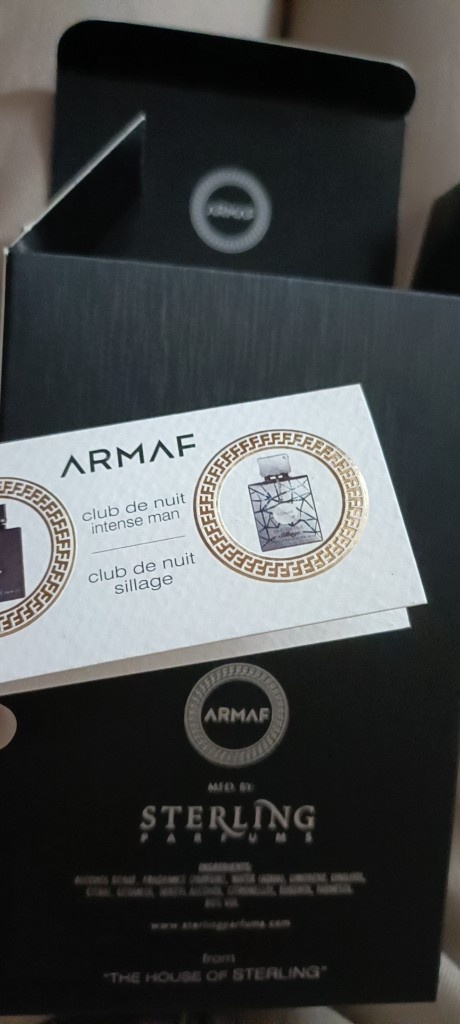 ARMAF
ARMAF
club de nuit
intense man
club de nuit
sillage
ARMAF
MFD. BY:
STERLING
PARFUMS
INGREDIENTS:
www.sterlingparfums.com
from
"THE HOUSE OF STERLING"